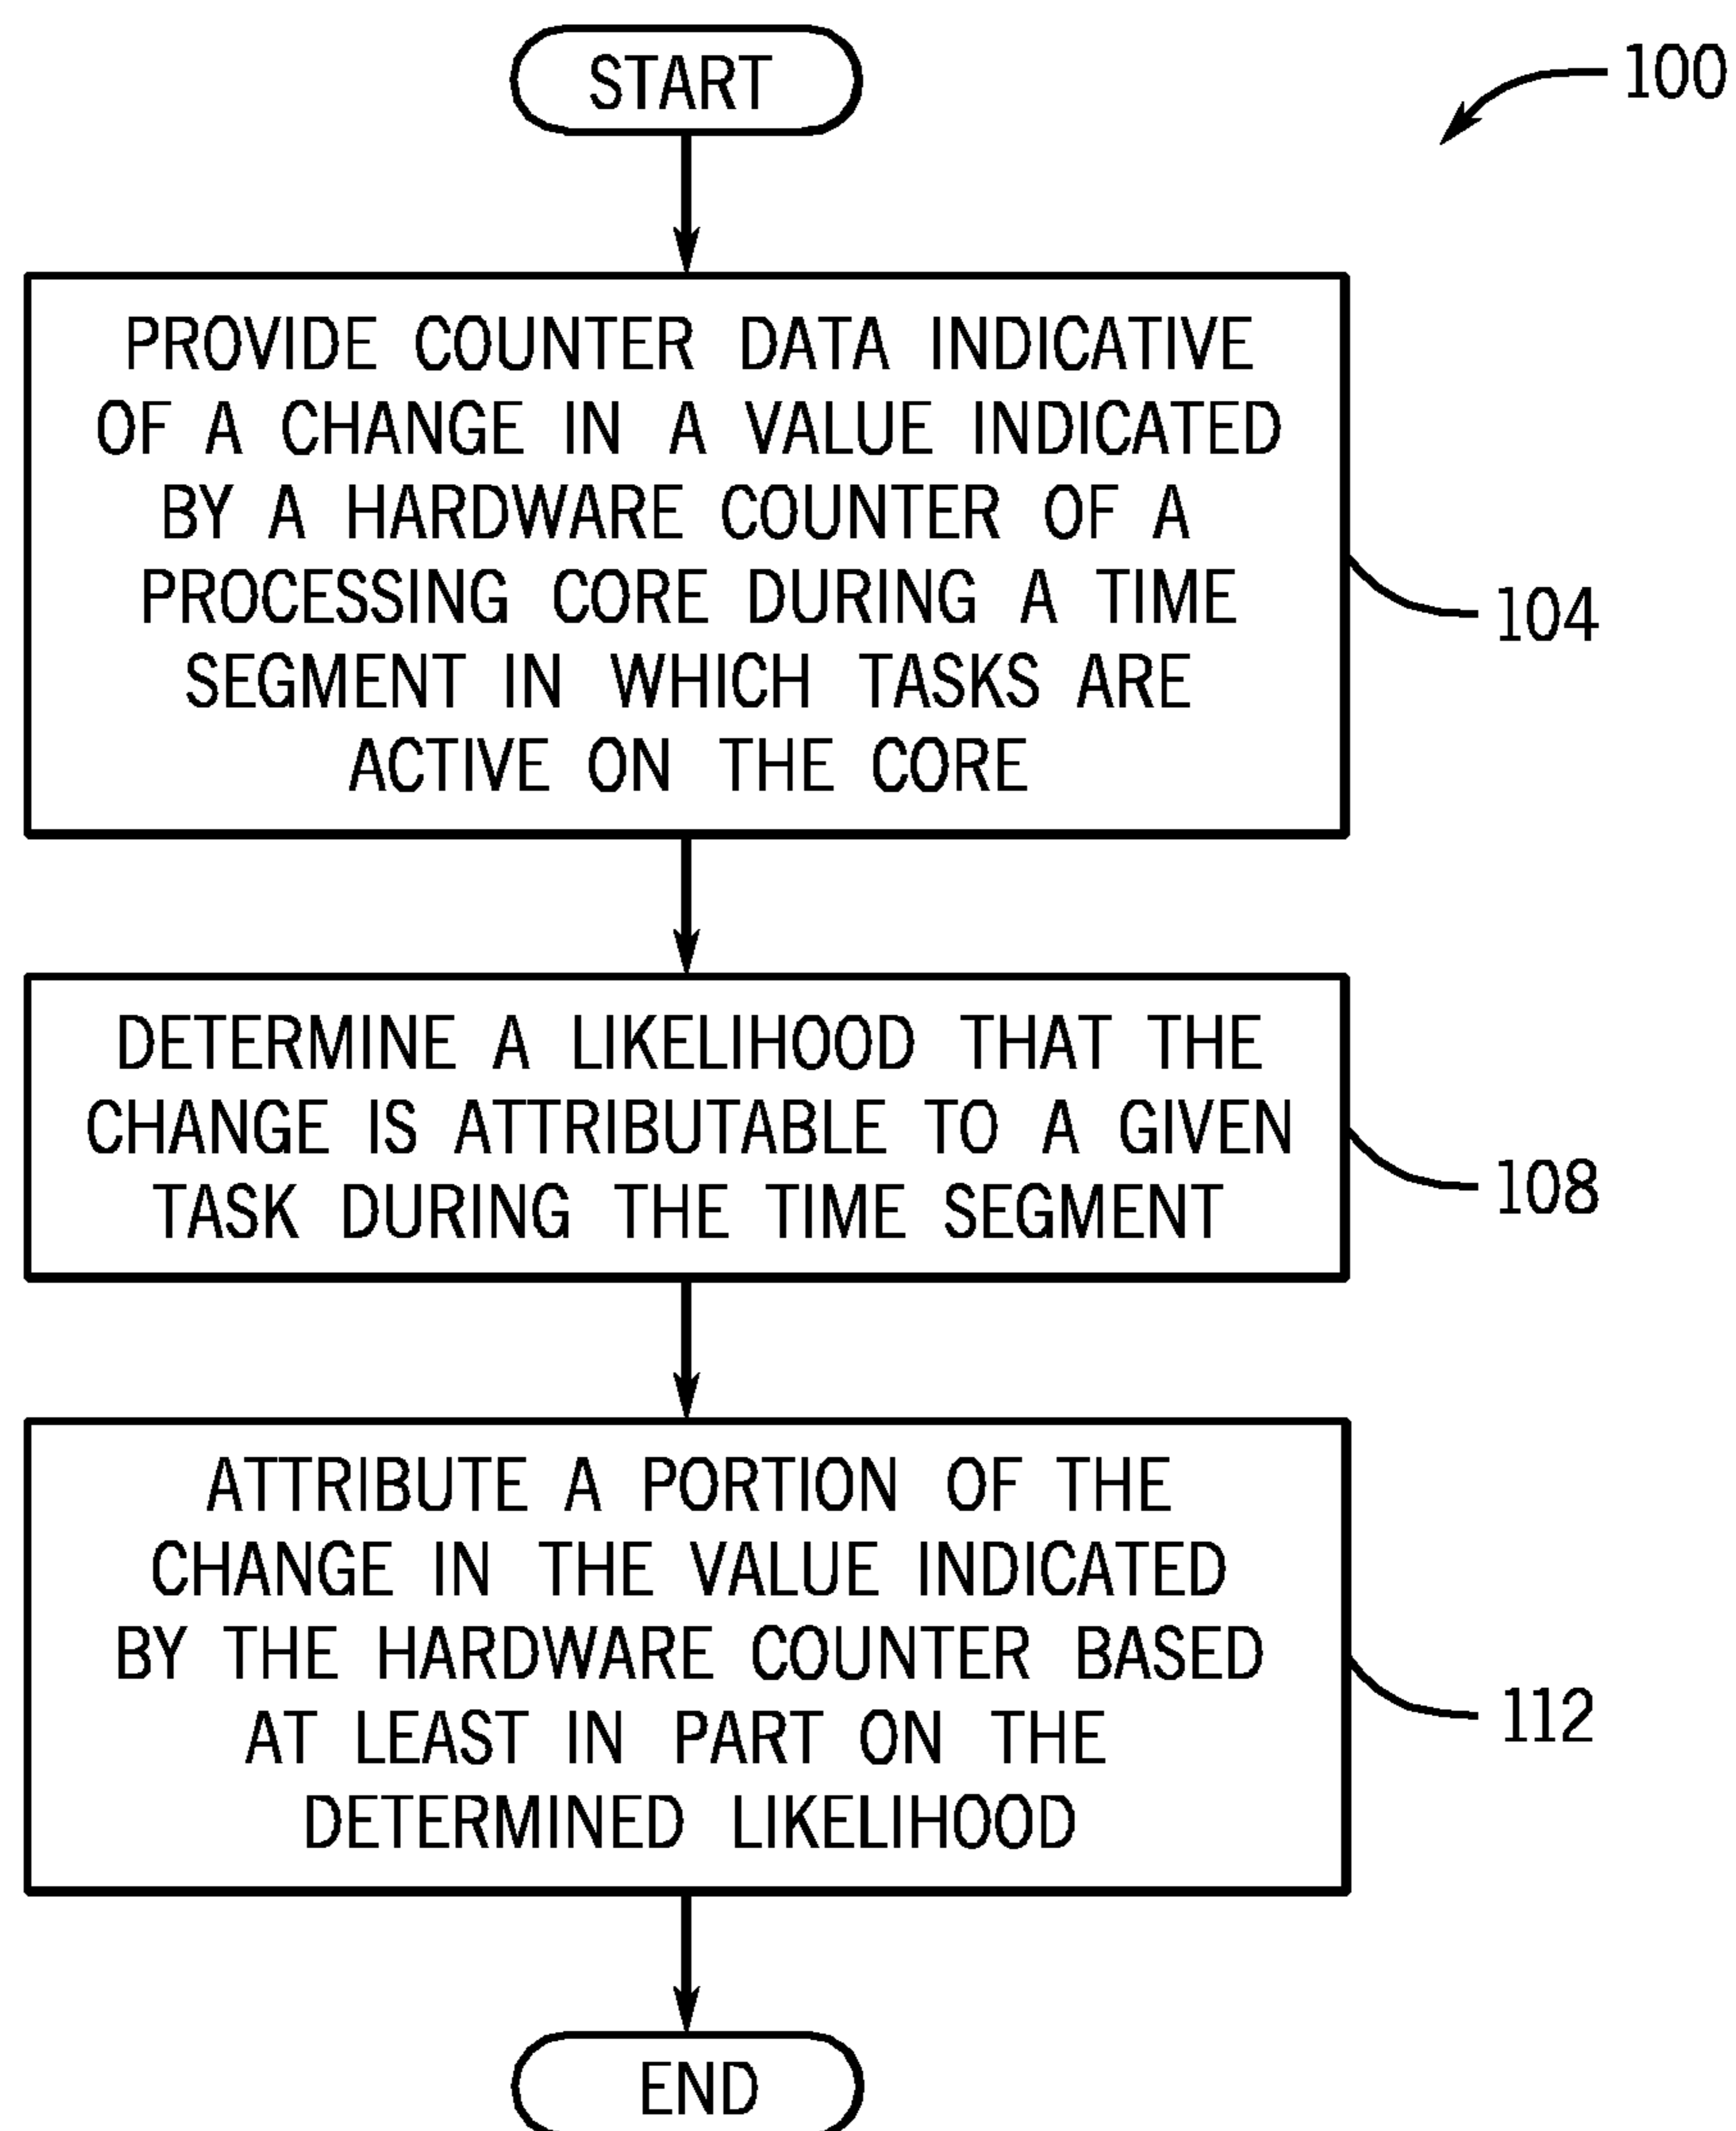 START
100
PROVIDE COUNTER DATA INDICATIVE
OF A CHANGE IN A VALUE INDICATED
BY A HARDWARE COUNTER OF A
PROCESSING CORE DURING A TIME
SEGMENT IN WHICH TASKS ARE
ACTIVE ON THE CORE
104
DETERMINE A LIKELIHOOD THAT THE
CHANGE IS ATTRIBUTABLE TO A GIVEN
TASK DURING THE TIME SEGMENT
108
ATTRIBUTE A PORTION OF THE
CHANGE IN THE VALUE INDICATED
BY THE HARDWARE COUNTER BASED
AT LEAST IN PART ON THE
DETERMINED LIKELIHOOD
112
END